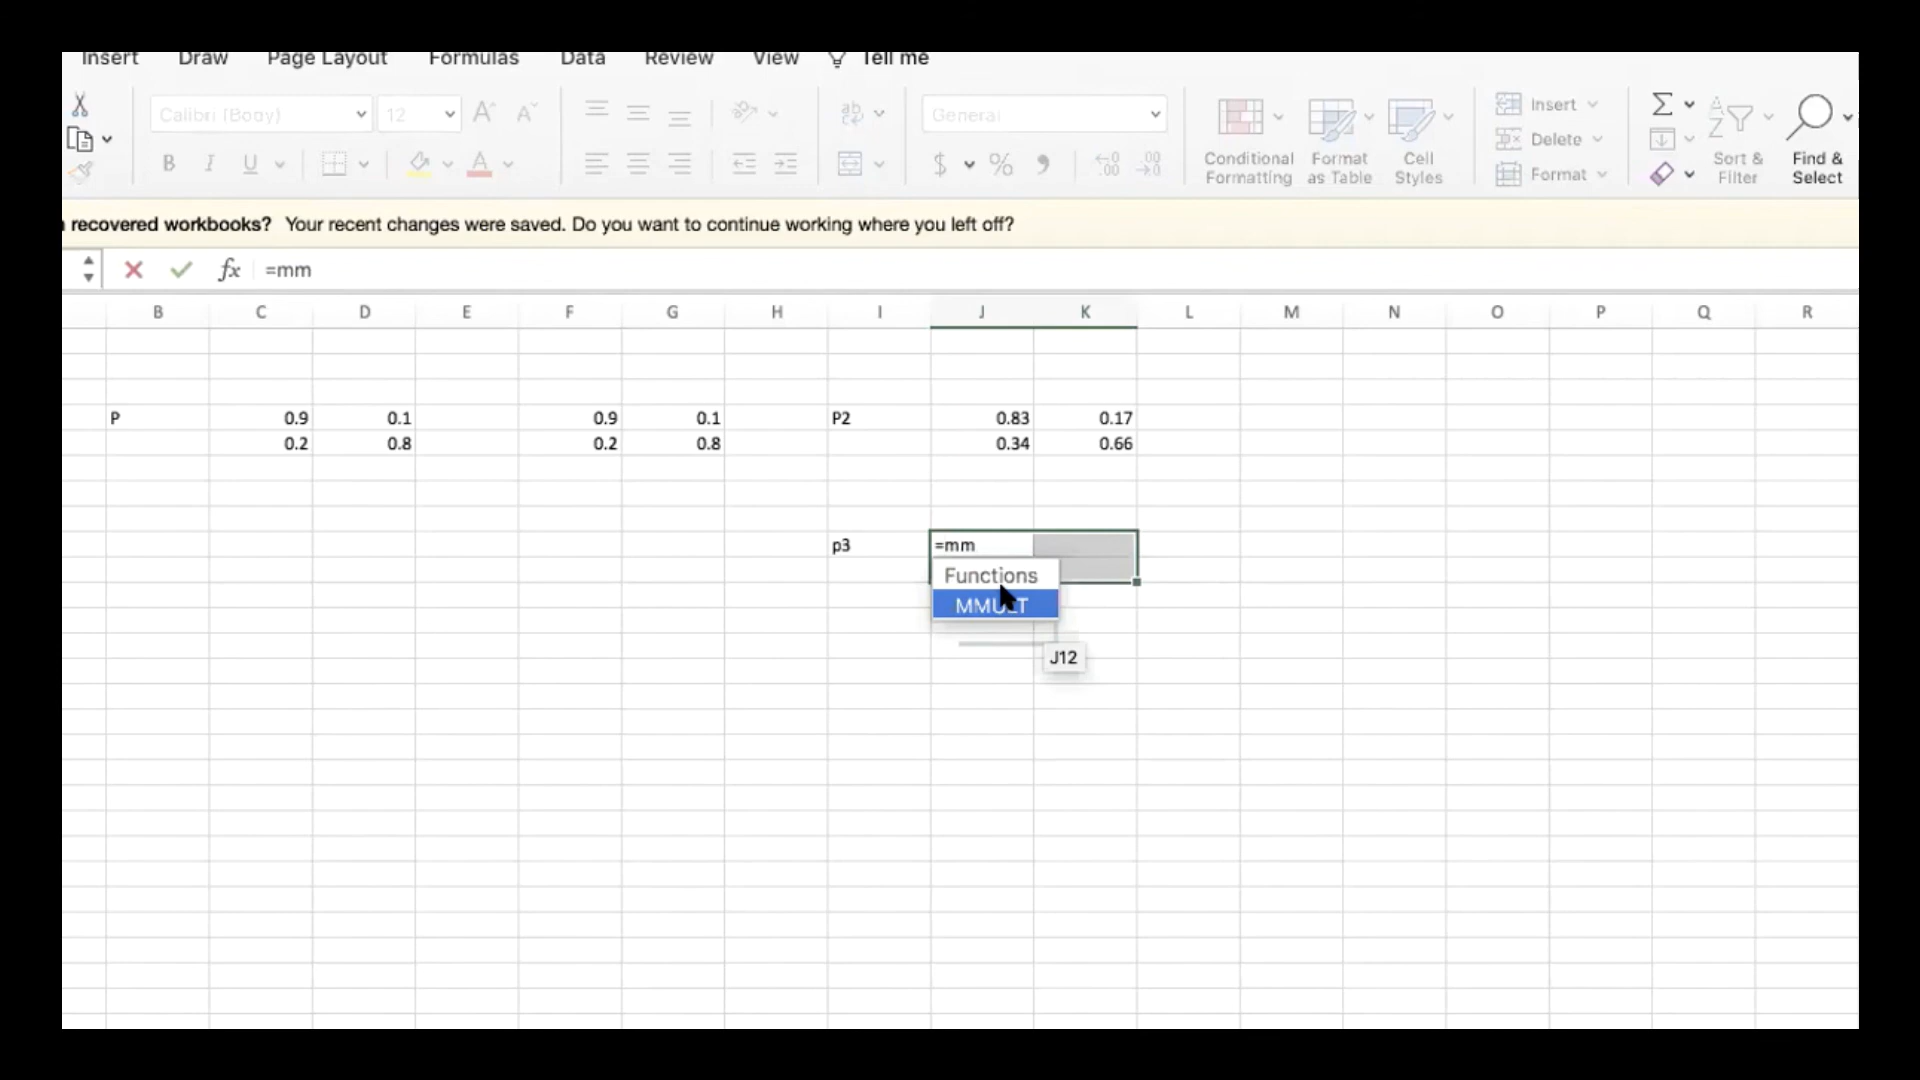 Insert Draw Page Layout Formulas Data Review View Tell me
Calibri (Body) 12 A A ab General Insert
B I U A $ % .00 .00 Conditional Formatting Format as Table Cell Styles Delete Format A Z Sort & Filter Find & Select
recovered workbooks? Your recent changes were saved. Do you want to continue working where you left off?
fx =mm
B C D E F G H I J K L M N O P Q R
P 0.9 0.1 0.9 0.1 P2 0.83 0.17
0.2 0.8 0.2 0.8 0.34 0.66
p3 =mm
Functions
MMULT
J12